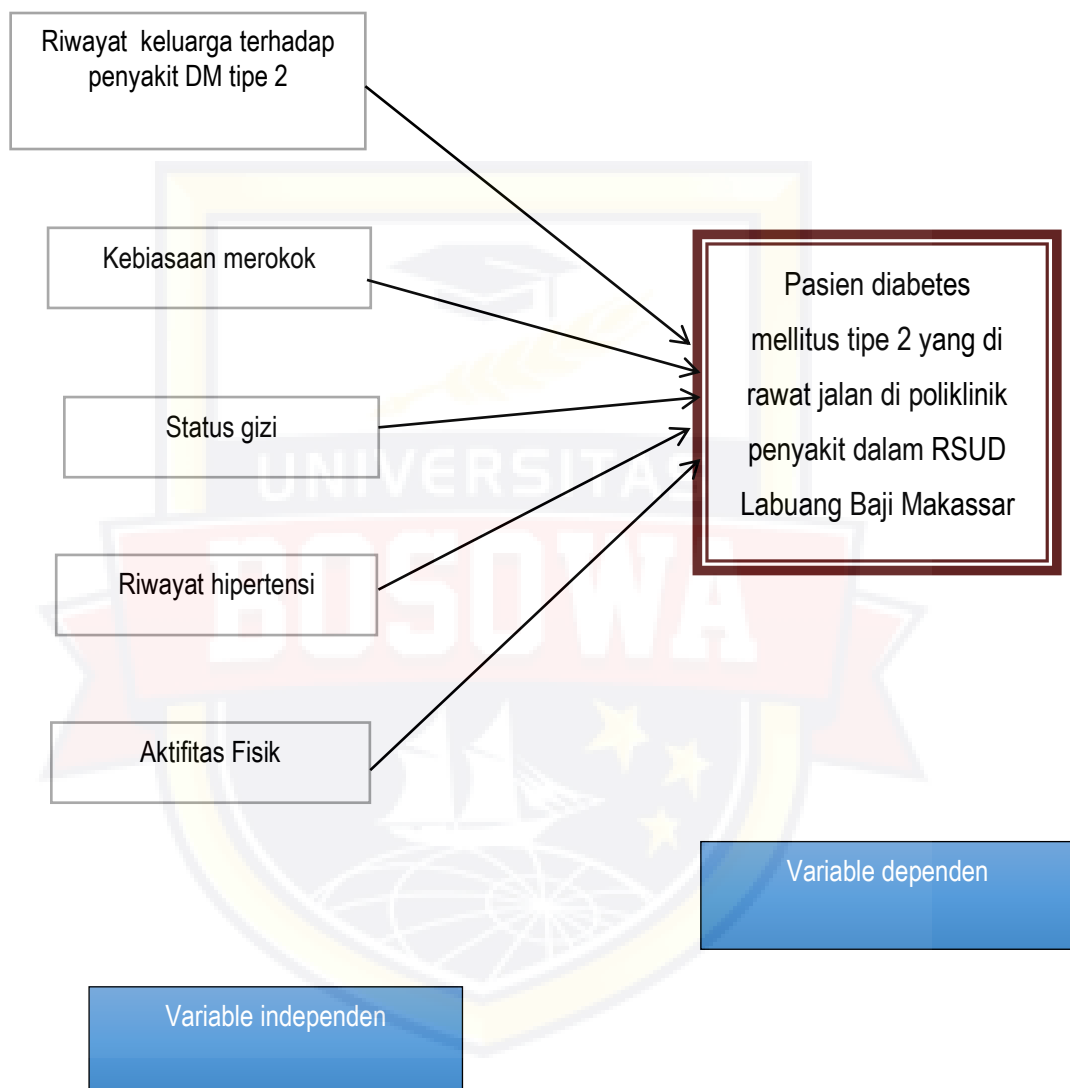 Riwayat keluarga terhadap
penyakit DM tipe 2
Kebiasaan merokok
Status gizi
Riwayat hipertensi
Aktifitas Fisik
Pasien diabetes
mellitus tipe 2 yang di
rawat jalan di poliklinik
penyakit dalam RSUD
Labuang Baji Makassar
UNIVERSITAS
BOSOWA
Variable dependen
Variable independen